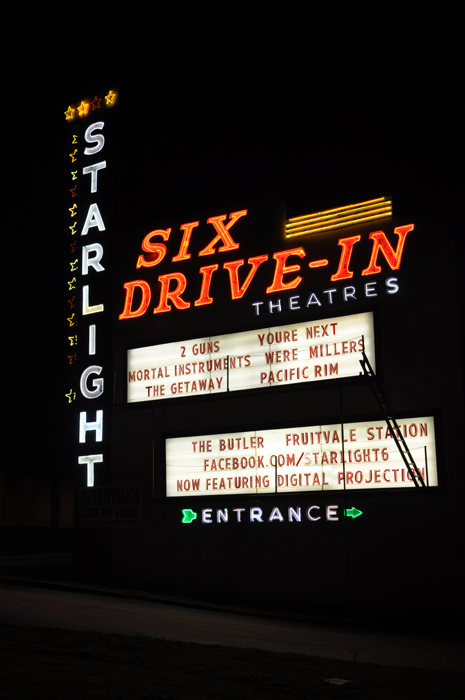 STARLIGHT
SIX
DRIVE-IN
THEATRES
2 GUNS YOURE NEXT
MORTAL INSTRUMENTS WERE MILLERS
THE GETAWAY PACIFIC RIM
THE BUTLER FRUITVALE STATION
FACEBOOK.COM/STARLIGHT6
NOW FEATURING DIGITAL PROJECTION
ENTRANCE